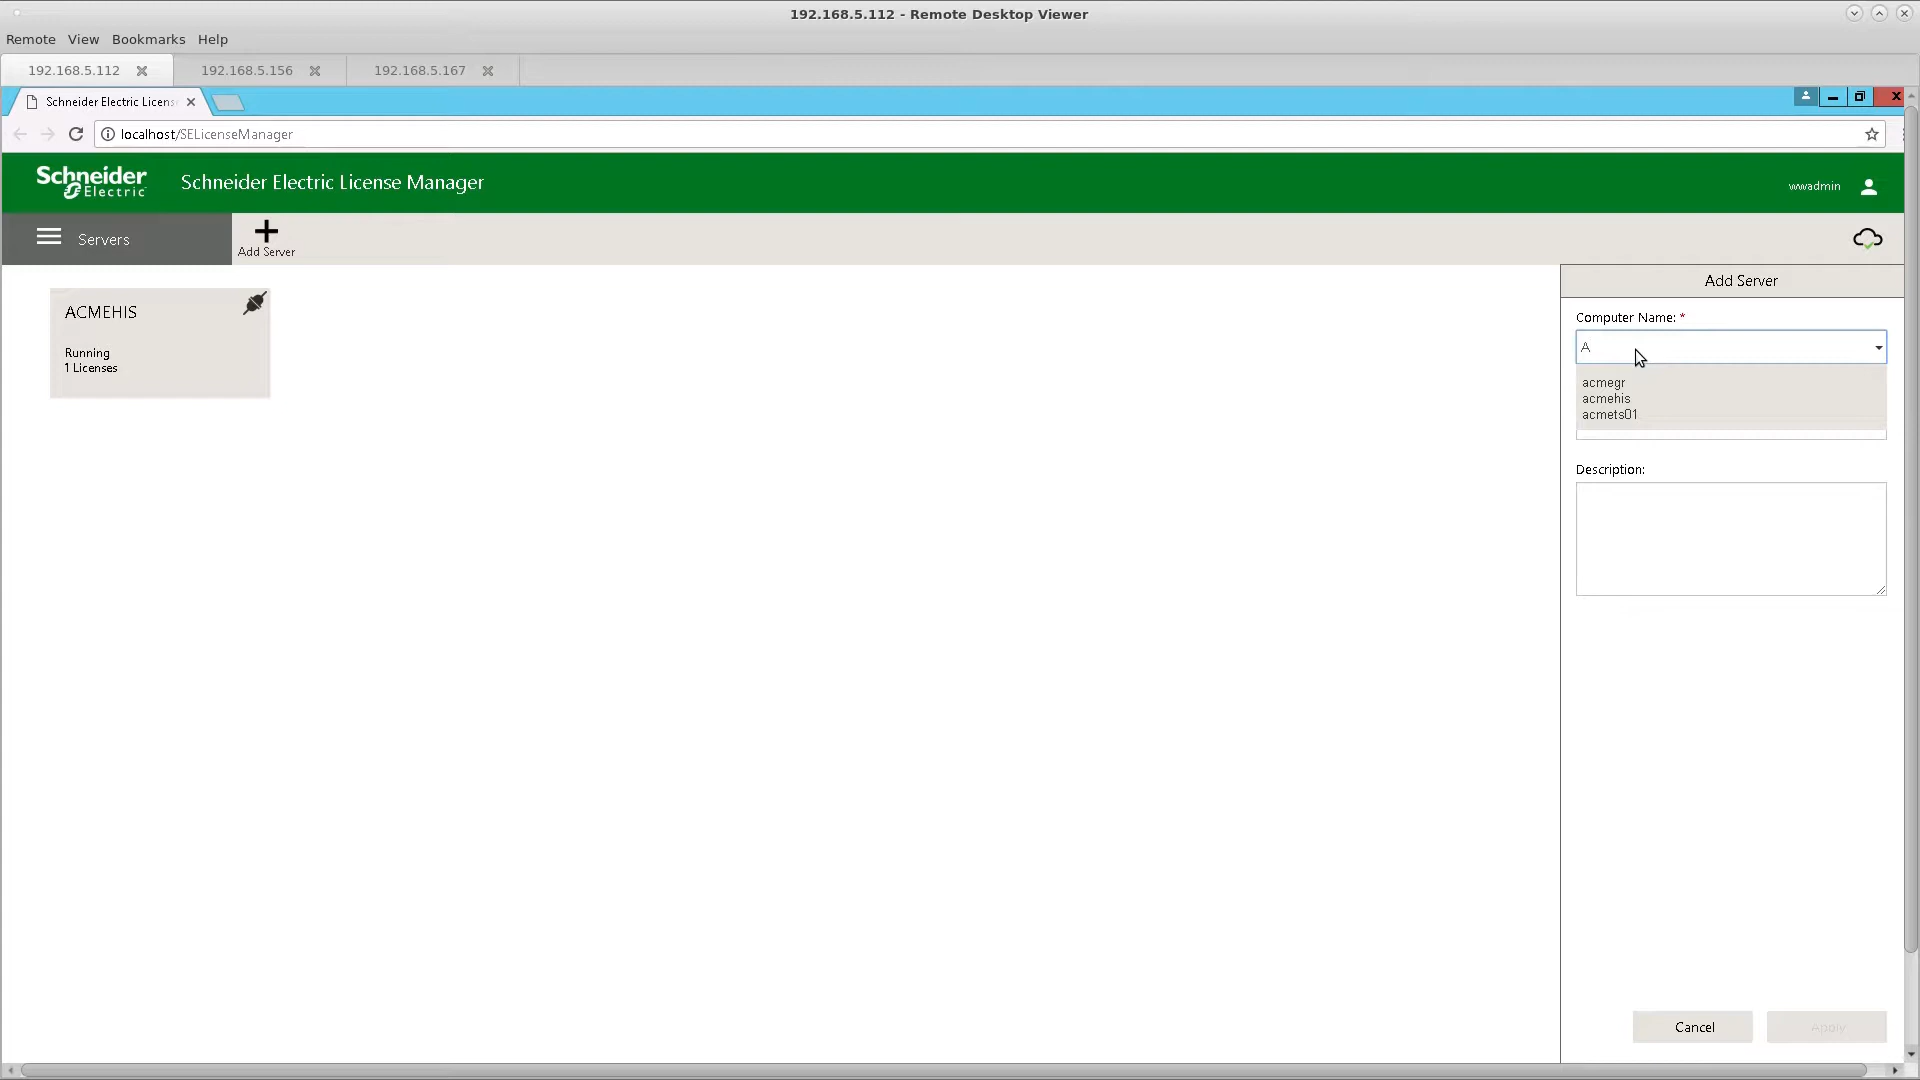 192.168.5.112 - Remote Desktop Viewer
Remote View Bookmarks Help
192.168.5.112 192.168.5.156 192.168.5.167
Schneider Electric Licens
localhost/SELicenseManager
Schneider Electric
Schneider Electric License Manager
wwadmin
Servers
Add Server
ACMEHIS
Running
1 Licenses
Add Server
Computer Name: *
A
acmegr
acmehis
acmets01
Description:
Cancel Apply